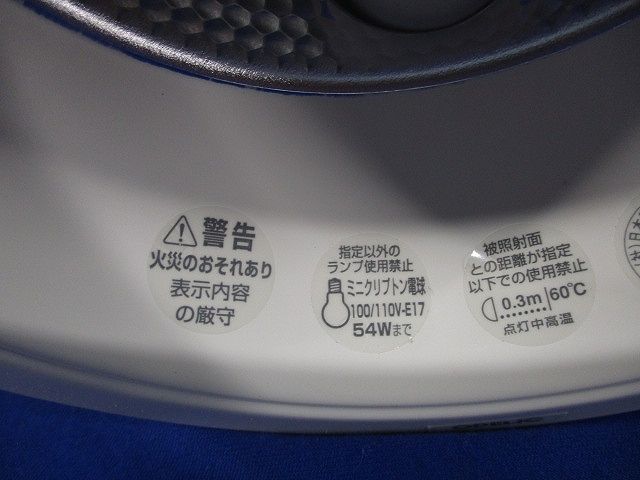 警告
火災のおそれあり
表示内容
の厳守
指定以外の
ランプ使用禁止
ミニクリプトン電球
100/110V-E17
54Wまで
被照射面
との距離が指定
以下での使用禁止
0.3m 60℃
点灯中高温